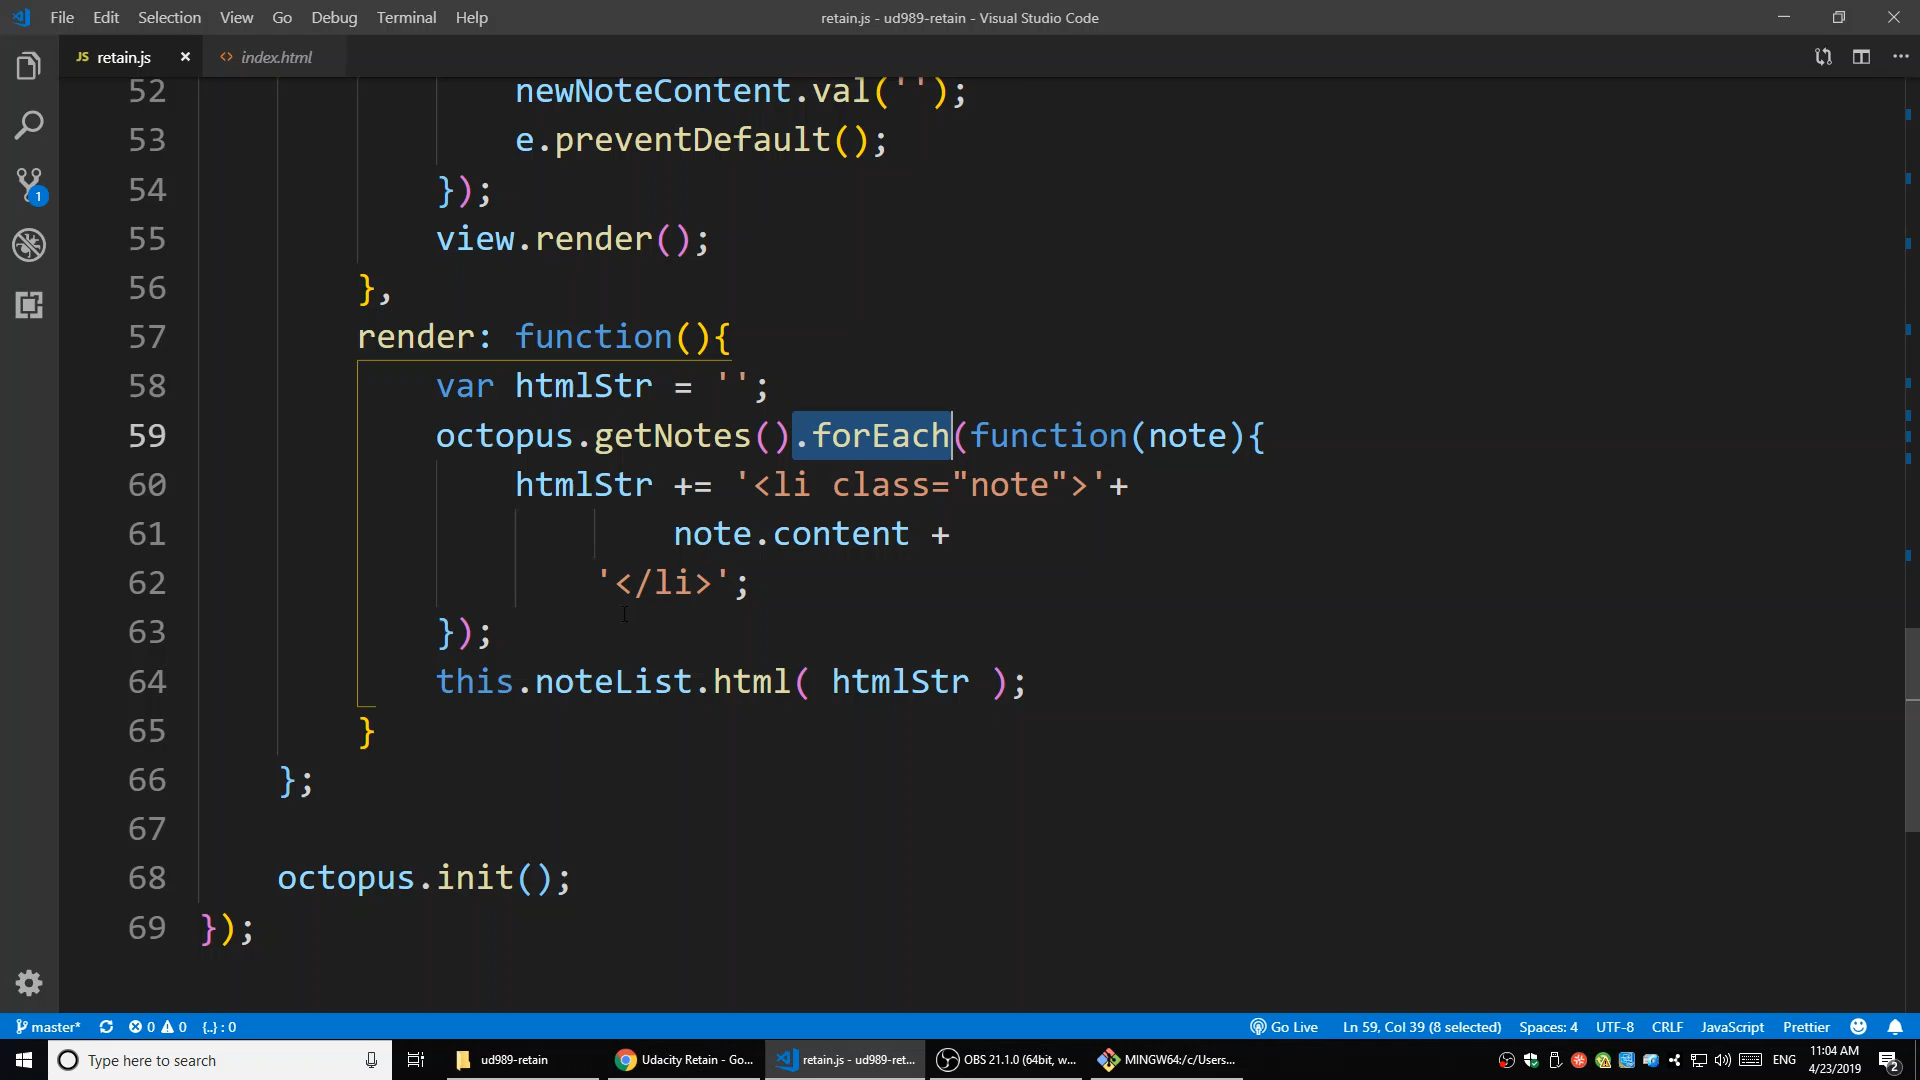 File Edit Selection View Go Debug Terminal Help
retain.js - ud989-retain - Visual Studio Code
JS retain.js
<> index.html
52 newNoteContent.val('');
53 e.preventDefault();
54 });
55 view.render();
56 },
57 render: function(){
58 var htmlStr = '';
59 octopus.getNotes().forEach(function(note){
60 htmlStr += '<li class="note">'+
61 note.content +
62 '</li>';
63 });
64 this.noteList.html( htmlStr );
65 }
66 };
67
68 octopus.init();
69 });
1
master* 0 0 {..} : 0
Go Live Ln 59, Col 39 (8 selected) Spaces: 4 UTF-8 CRLF JavaScript Prettier
Type here to search
ud989-retain
Udacity Retain - Go...
retain.js - ud989-ret...
OBS 21.1.0 (64bit, w...
MINGW64:/c/Users...
ENG
11:04 AM
4/23/2019
2